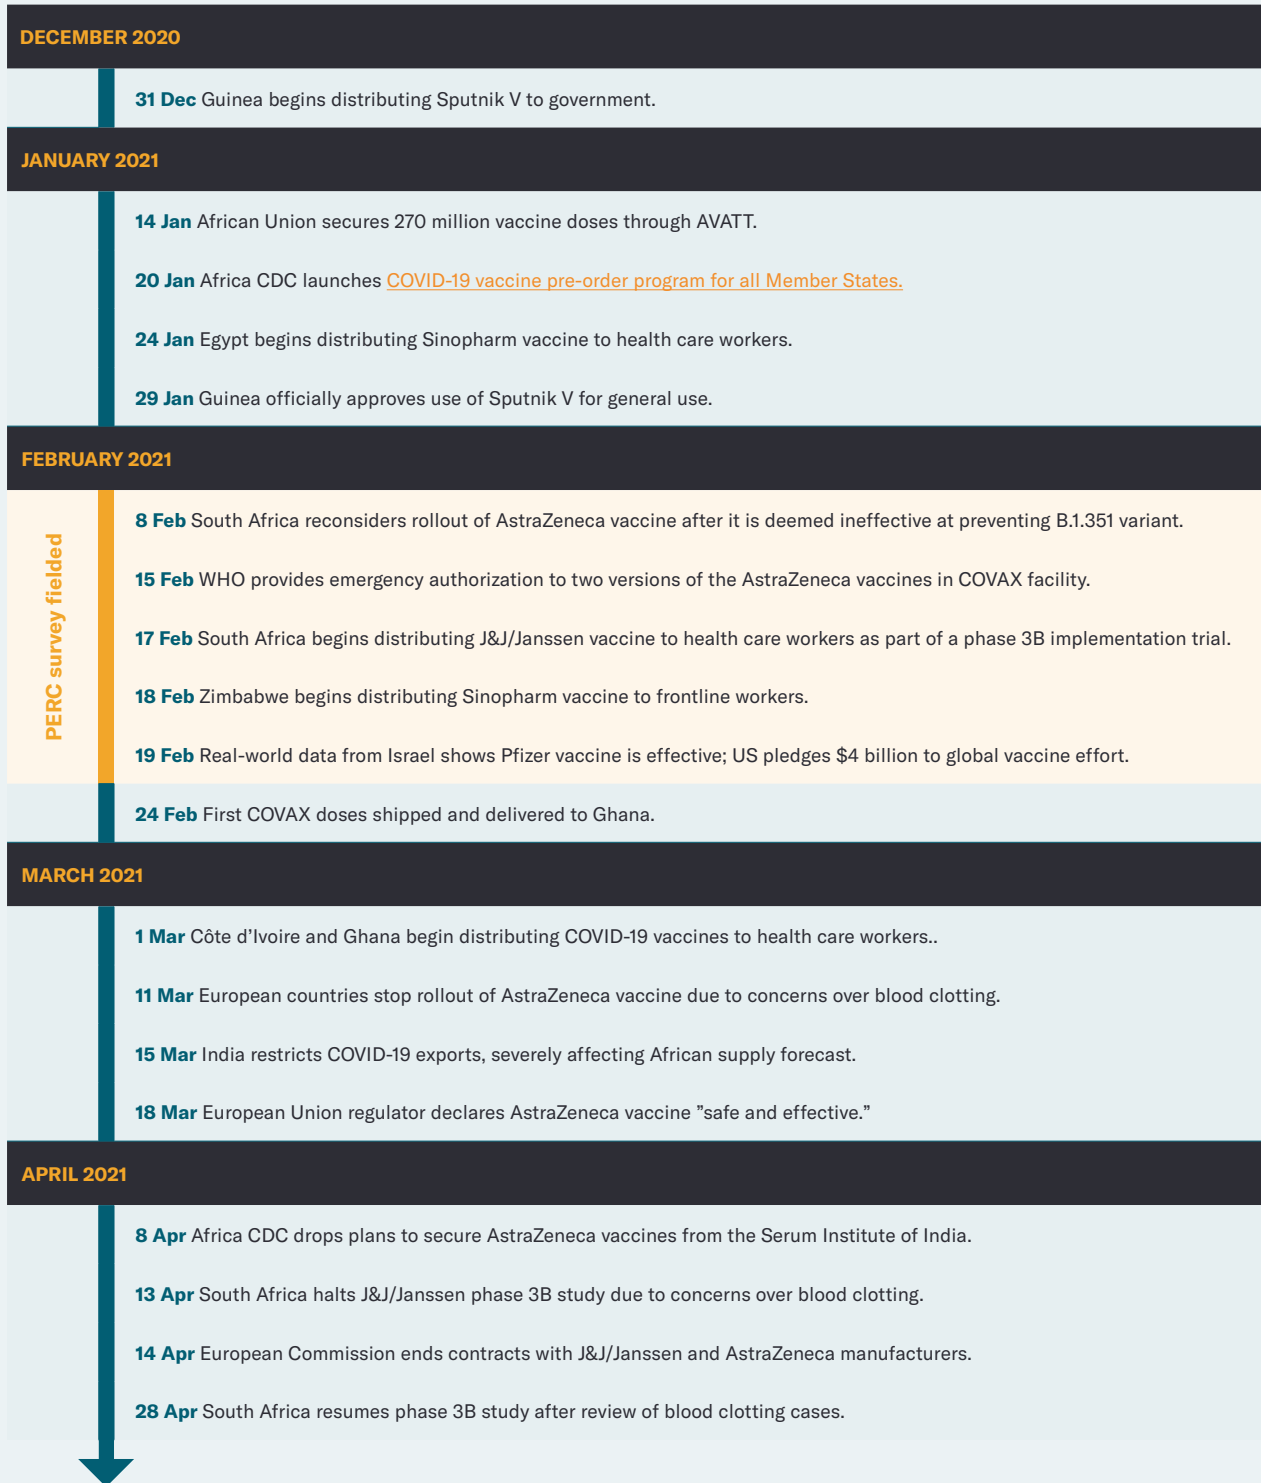 DECEMBER 2020
31 Dec Guinea begins distributing Sputnik V to government.
JANUARY 2021
14 Jan African Union secures 270 million vaccine doses through AVATT.
20 Jan Africa CDC launches COVID-19 vaccine pre-order program for all Member States.
24 Jan Egypt begins distributing Sinopharm vaccine to health care workers.
29 Jan Guinea officially approves use of Sputnik V for general use.
FEBRUARY 2021
PERC survey fielded
8 Feb South Africa reconsiders rollout of AstraZeneca vaccine after it is deemed ineffective at preventing B.1.351 variant.
15 Feb WHO provides emergency authorization to two versions of the AstraZeneca vaccines in COVAX facility.
17 Feb South Africa begins distributing J&J/Janssen vaccine to health care workers as part of a phase 3B implementation trial.
18 Feb Zimbabwe begins distributing Sinopharm vaccine to frontline workers.
19 Feb Real-world data from Israel shows Pfizer vaccine is effective; US pledges $4 billion to global vaccine effort.
24 Feb First COVAX doses shipped and delivered to Ghana.
MARCH 2021
1 Mar Côte d’Ivoire and Ghana begin distributing COVID-19 vaccines to health care workers..
11 Mar European countries stop rollout of AstraZeneca vaccine due to concerns over blood clotting.
15 Mar India restricts COVID-19 exports, severely affecting African supply forecast.
18 Mar European Union regulator declares AstraZeneca vaccine ”safe and effective.”
APRIL 2021
8 Apr Africa CDC drops plans to secure AstraZeneca vaccines from the Serum Institute of India.
13 Apr South Africa halts J&J/Janssen phase 3B study due to concerns over blood clotting.
14 Apr European Commission ends contracts with J&J/Janssen and AstraZeneca manufacturers.
28 Apr South Africa resumes phase 3B study after review of blood clotting cases.